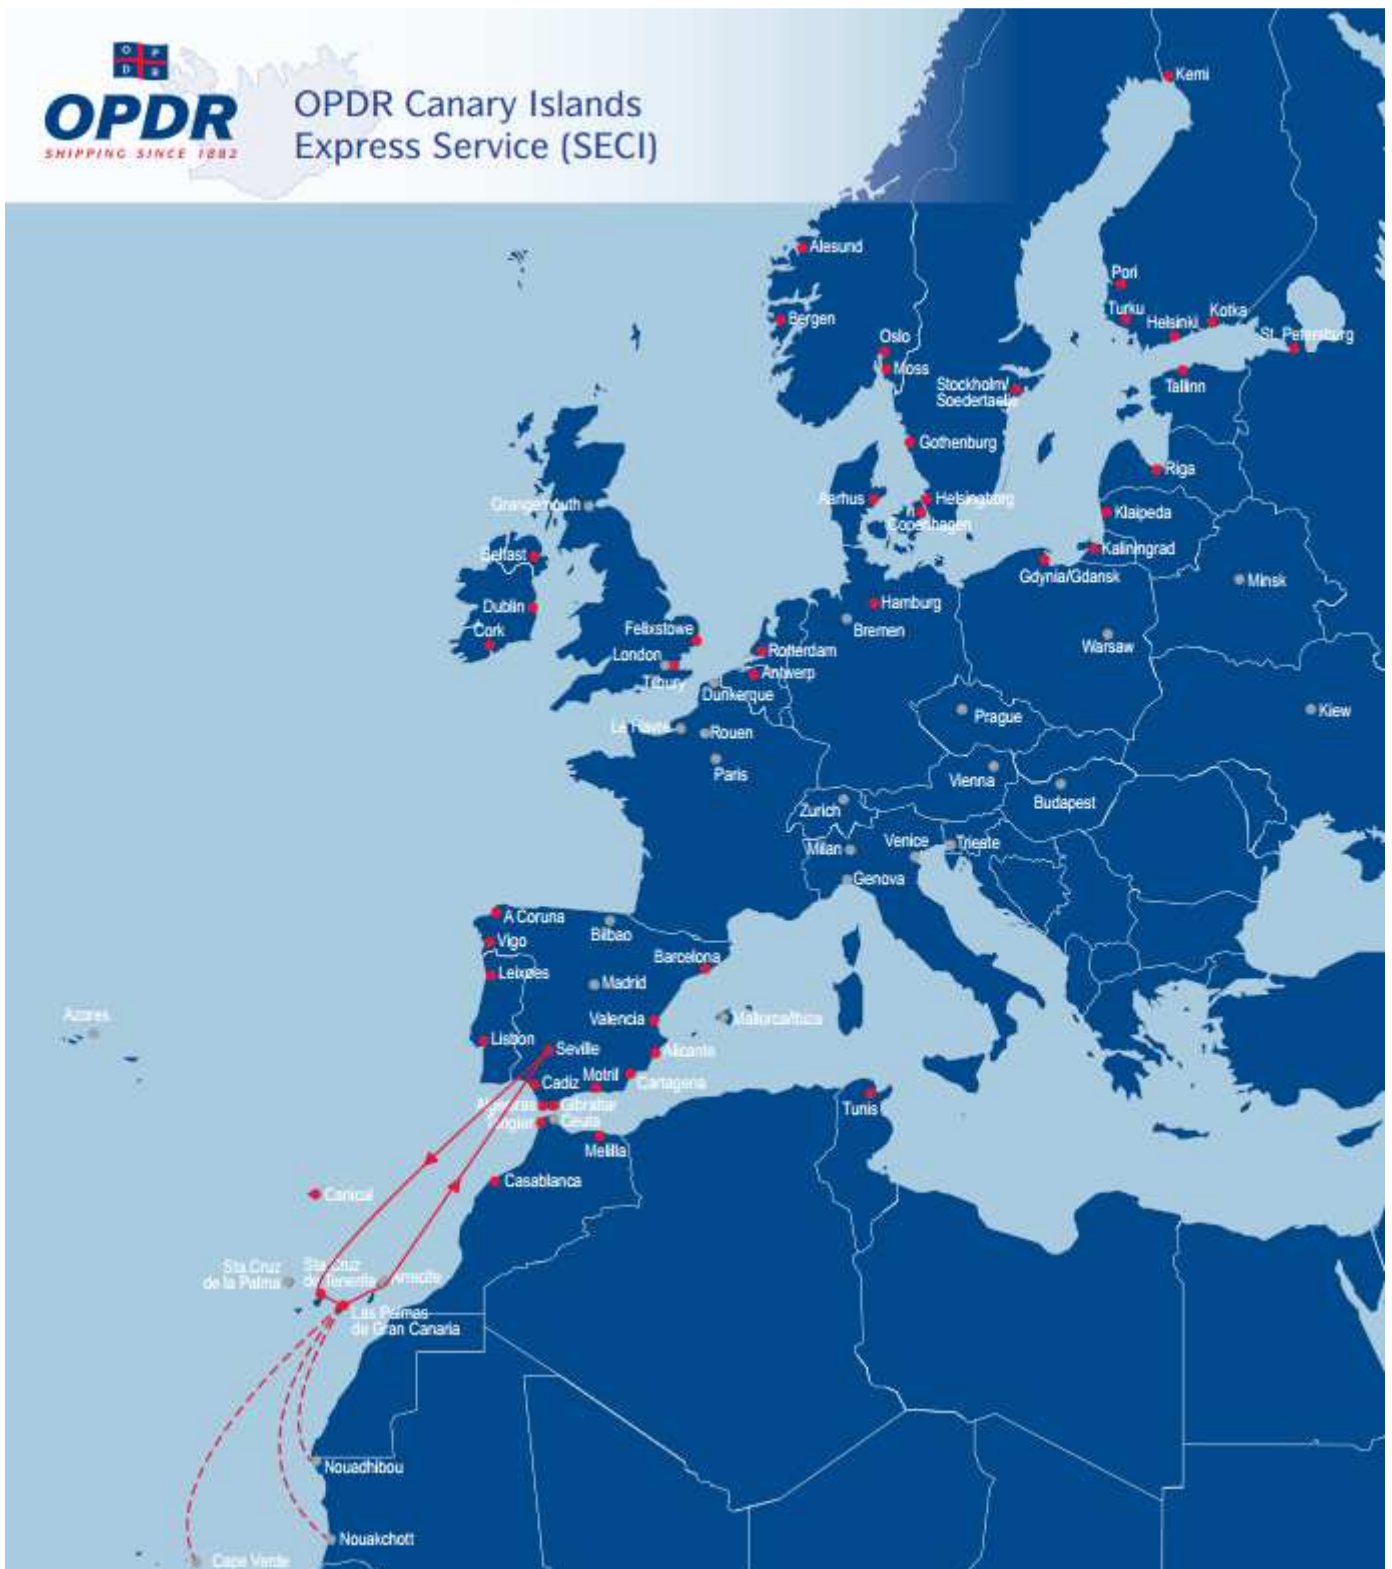 O P
D R
OPDR
SHIPPING SINCE 1882
OPDR Canary Islands
Express Service (SECI)
Kemi
Alesund
Pori
Bergen
Turku
Helsinki
Kotka
St. Petersburg
Oslo
Moss
Stockholm/
Soedertaelje
Tallinn
Gothenburg
Riga
Grangemouth
Aarhus
Helsingborg
Copenhagen
Klaipeda
Belfast
Kaliningrad
Gdynia/Gdansk
Minsk
Dublin
Hamburg
Cork
Felixstowe
Bremen
Warsaw
London
Rotterdam
Tilbury
Antwerp
Dunkerque
Le Havre
Rouen
Prague
Kiew
Paris
Vienna
Budapest
Zurich
Milan
Venice
Trieste
Genova
A Coruna
Bilbao
Vigo
Barcelona
Leixoes
Madrid
Azores
Valencia
Mallorca/Ibiza
Lisbon
Seville
Alicante
Cadiz
Motril
Cartagena
Algeciras
Gibraltar
Tunis
Tangier
Ceuta
Melilla
Casablanca
Canical
Sta Cruz
de la Palma
Sta Cruz
de Tenerife
Arrecife
Las Palmas
de Gran Canaria
Nouadhibou
Nouakchott
Cape Verde